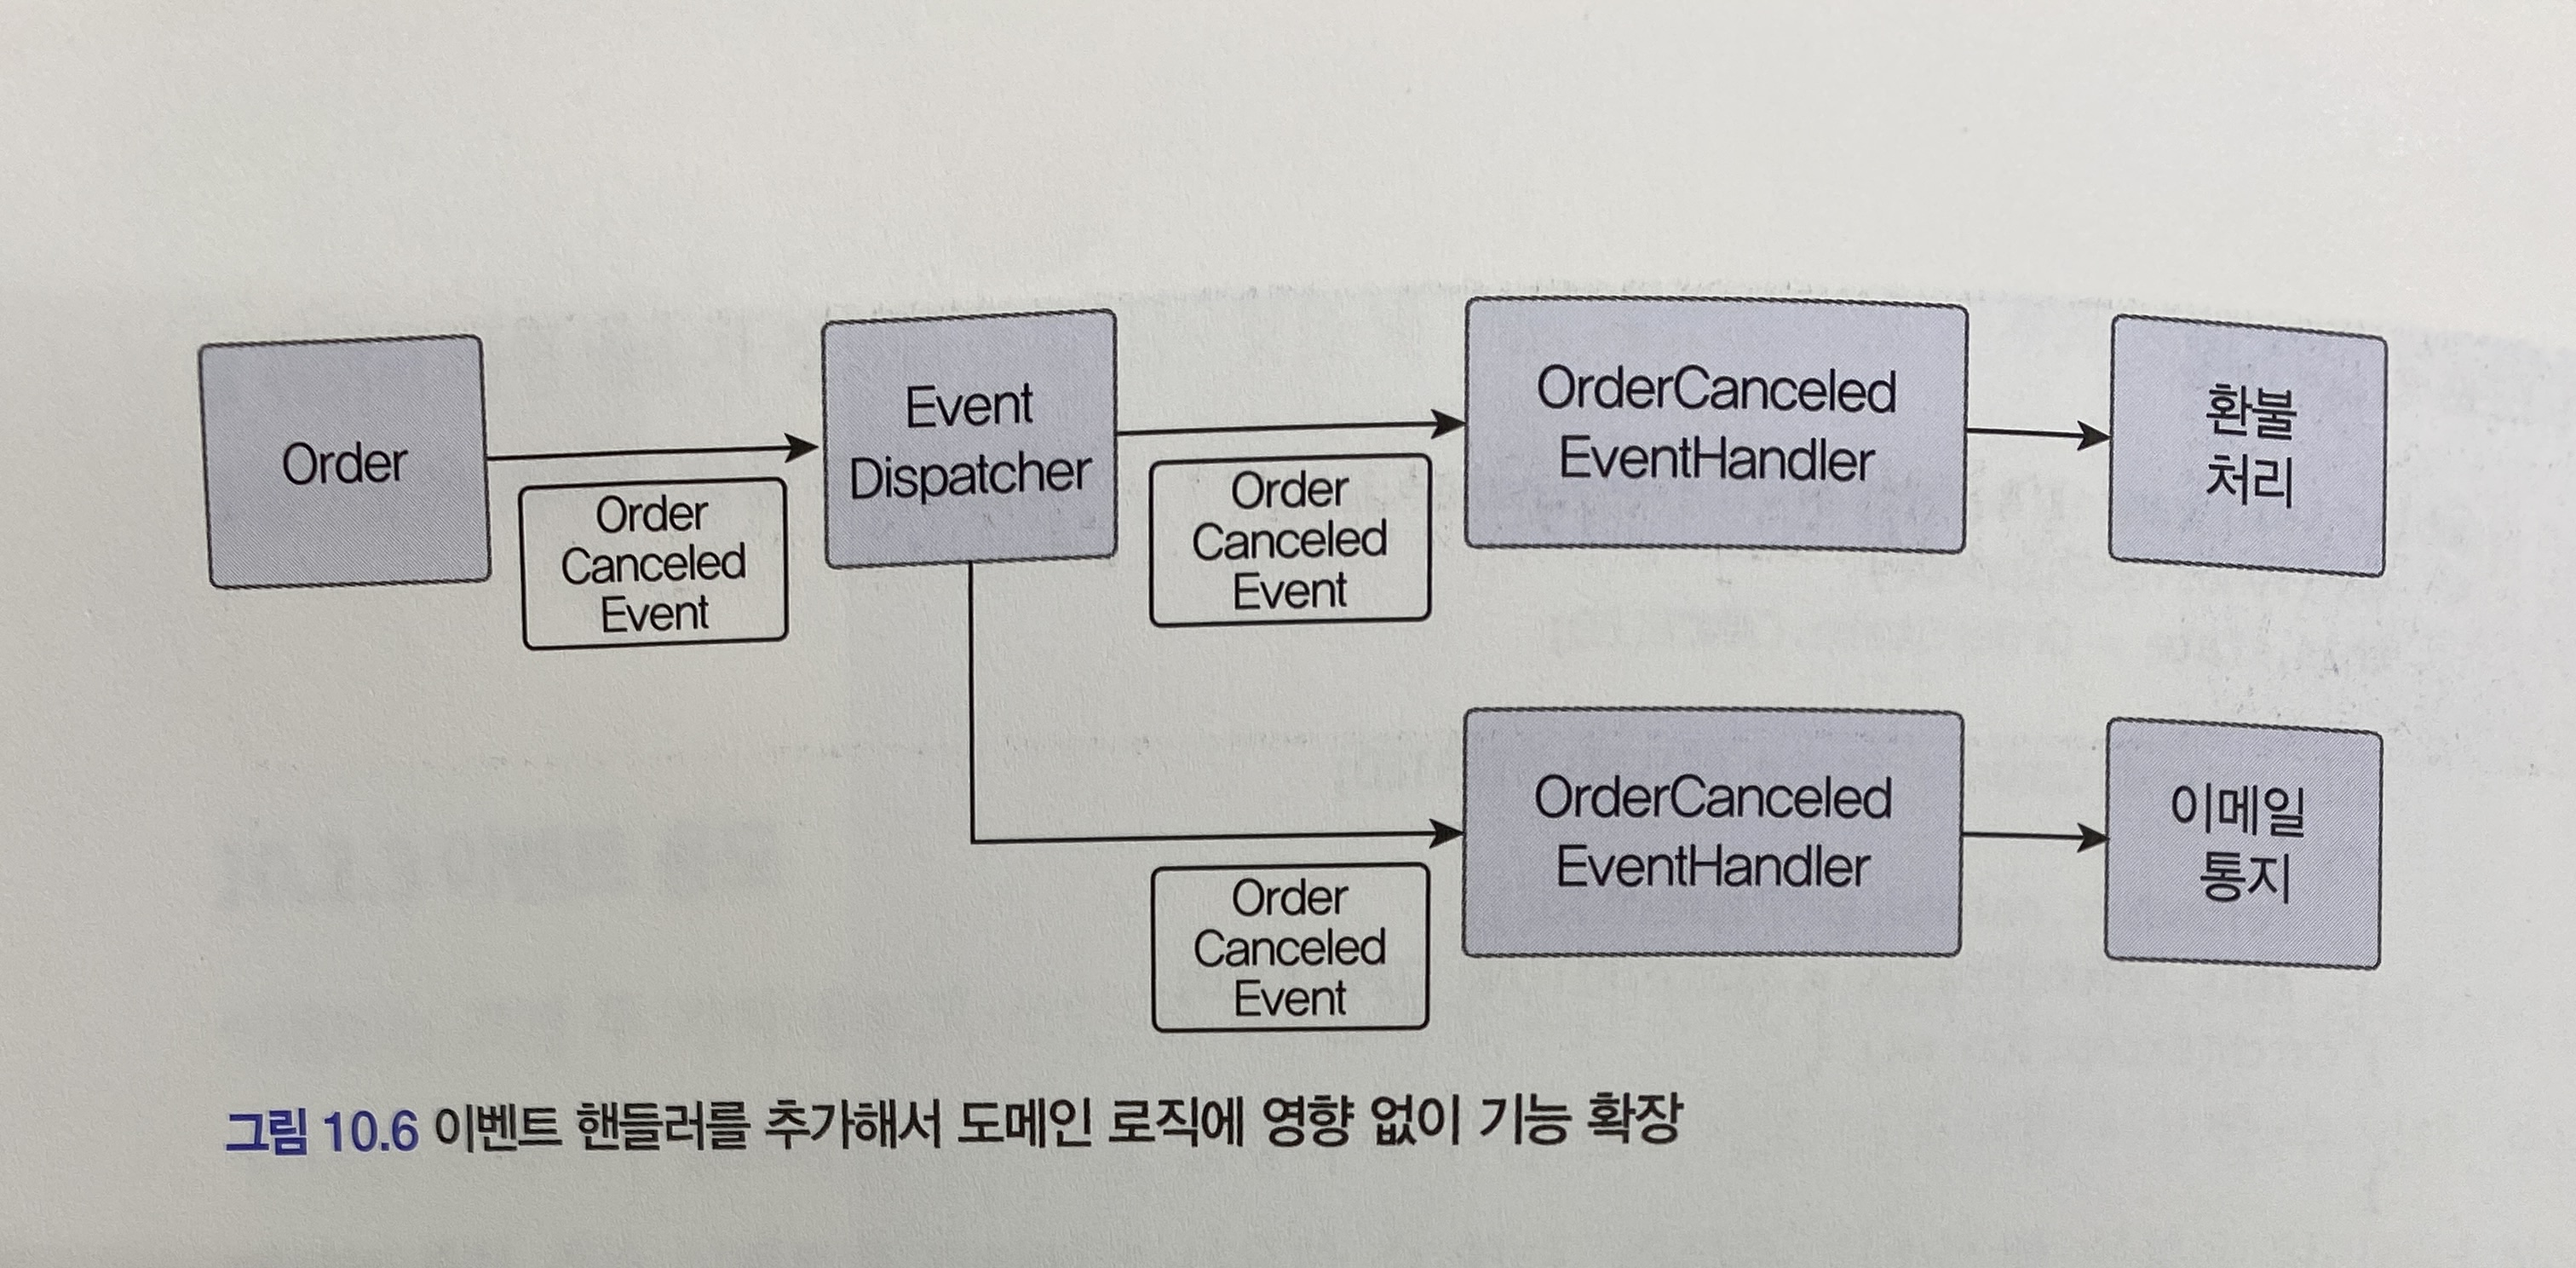 Order
Order
Canceled
Event
Event
Dispatcher
Order
Canceled
Event
OrderCanceled
EventHandler
환불
처리
Order
Canceled
Event
OrderCanceled
EventHandler
이메일
통지
그림 10.6 이벤트 핸들러를 추가해서 도메인 로직에 영향 없이 기능 확장